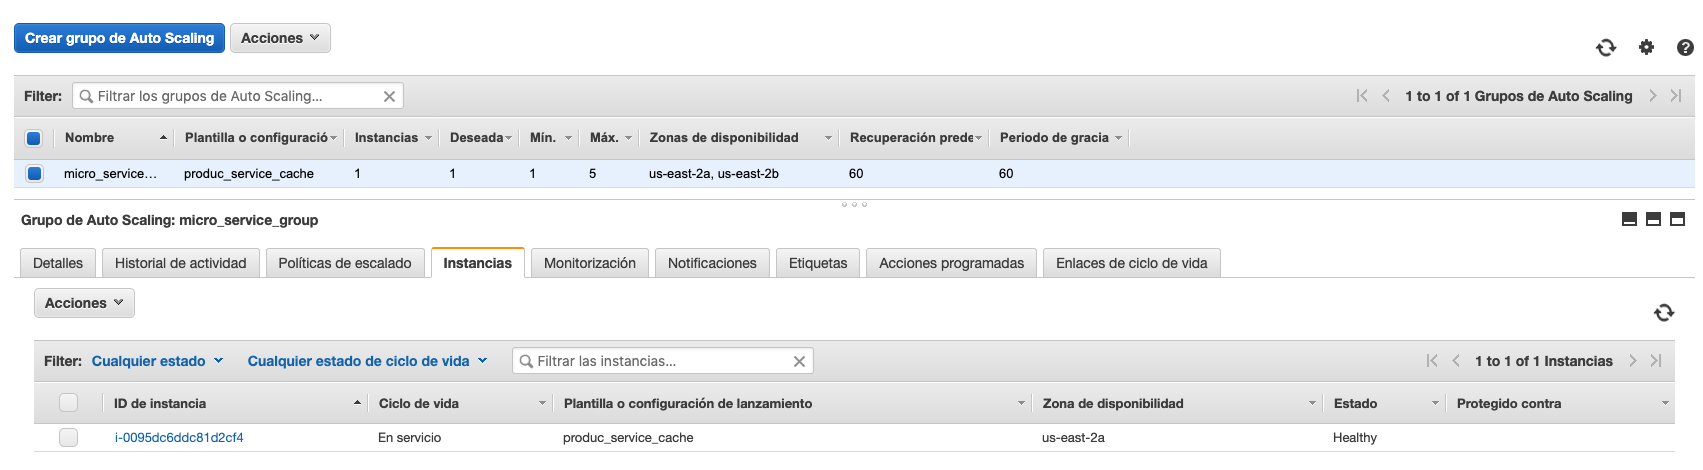 Crear grupo de Auto Scaling Acciones
Filter: Filtrar los grupos de Auto Scaling... 1 to 1 of 1 Grupos de Auto Scaling
Nombre Plantilla o configuració Instancias Deseada Mín. Máx. Zonas de disponibilidad Recuperación prede Periodo de gracia
micro_service... produc_service_cache 1 1 1 5 us-east-2a, us-east-2b 60 60
Grupo de Auto Scaling: micro_service_group
Detalles Historial de actividad Políticas de escalado Instancias Monitorización Notificaciones Etiquetas Acciones programadas Enlaces de ciclo de vida
Acciones
Filter: Cualquier estado Cualquier estado de ciclo de vida Filtrar las instancias... 1 to 1 of 1 Instancias
ID de instancia Ciclo de vida Plantilla o configuración de lanzamiento Zona de disponibilidad Estado Protegido contra
i-0095dc6ddc81d2cf4 En servicio produc_service_cache us-east-2a Healthy